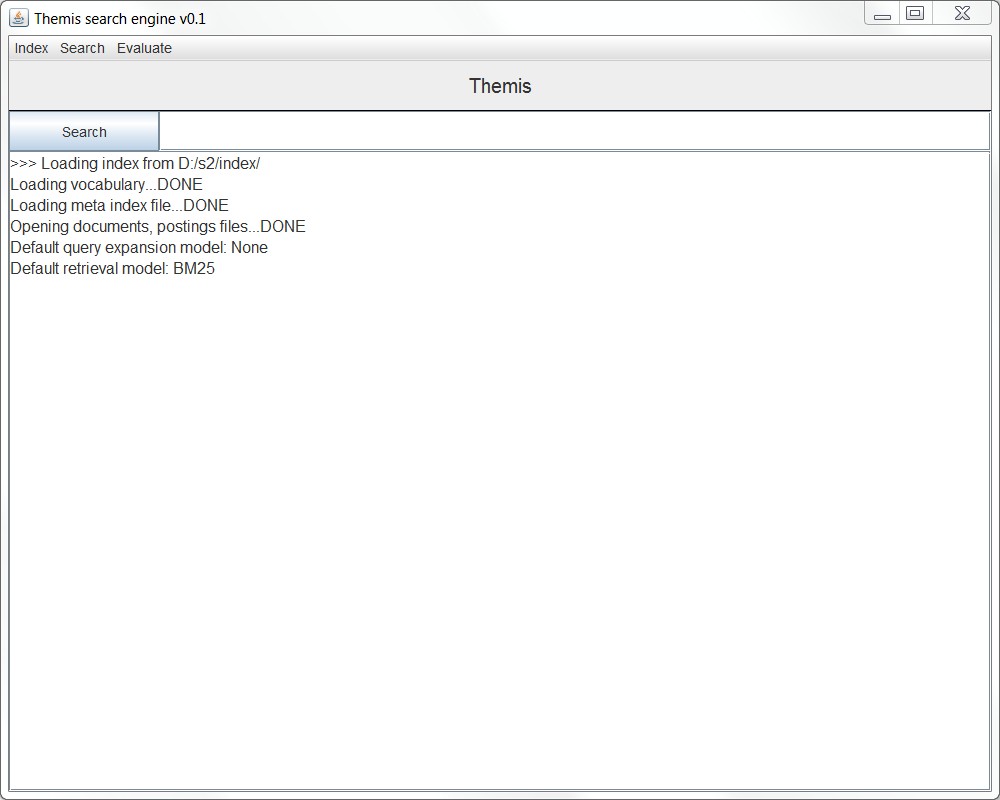 Themis search engine v0.1
Index Search Evaluate
Themis
Search
>>> Loading index from D:/s2/index/
Loading vocabulary...DONE
Loading meta index file...DONE
Opening documents, postings files...DONE
Default query expansion model: None
Default retrieval model: BM25